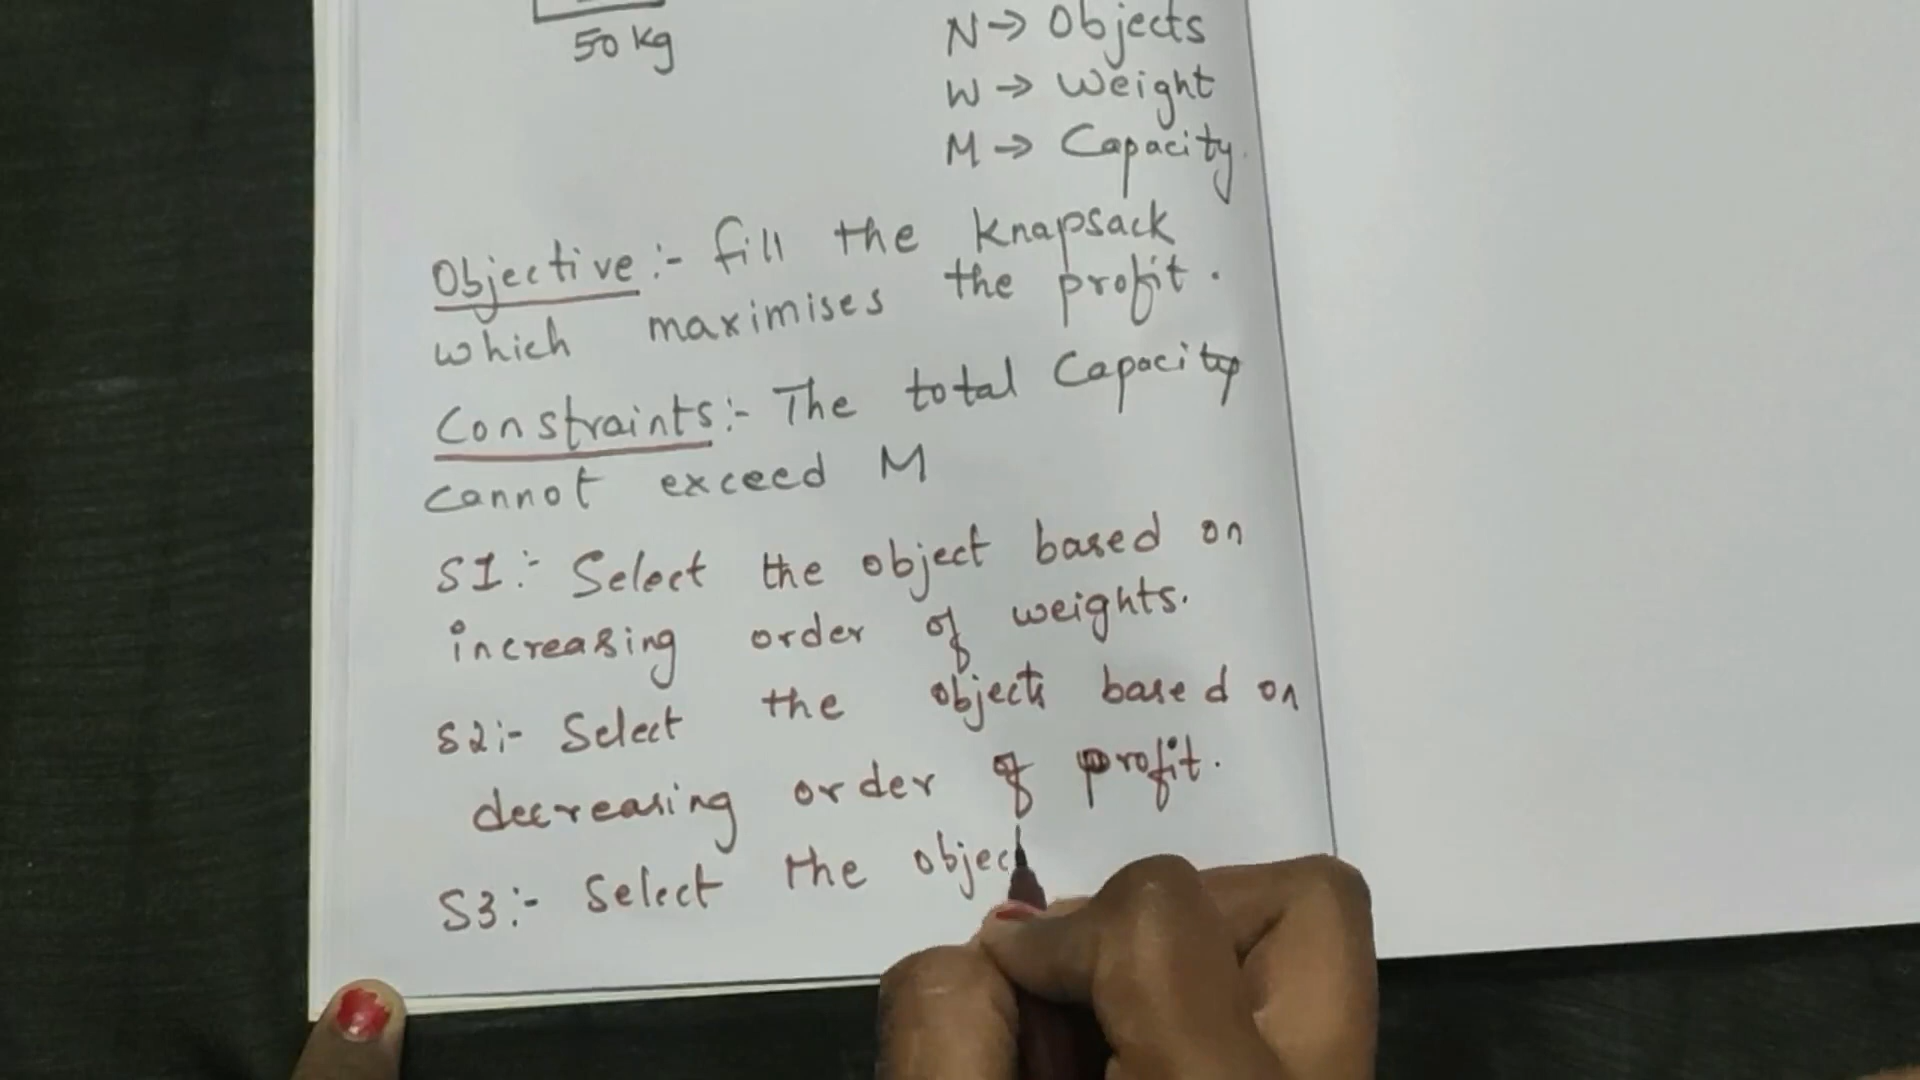 50 kg
N → Objects
W → Weight
M → Capacity.
Objective :- fill the knapsack
which maximises the profit.
Constraints :- The total Capacity
cannot exceed M
S1 :- Select the object based on
increasing order of weights.
S2 :- Select the objects based on
decreasing order of profit.
S3 :- Select the objec